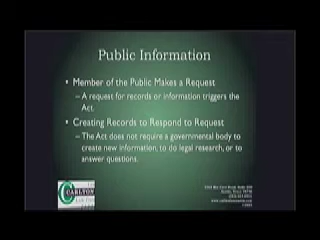 Public Information
• Member of the Public Makes a Request
– A request for records or information triggers the
Act.
• Creating Records to Respond to Request
– The Act does not require a governmental body to
create new information, to do legal research, or to
answer questions.
CARLTON